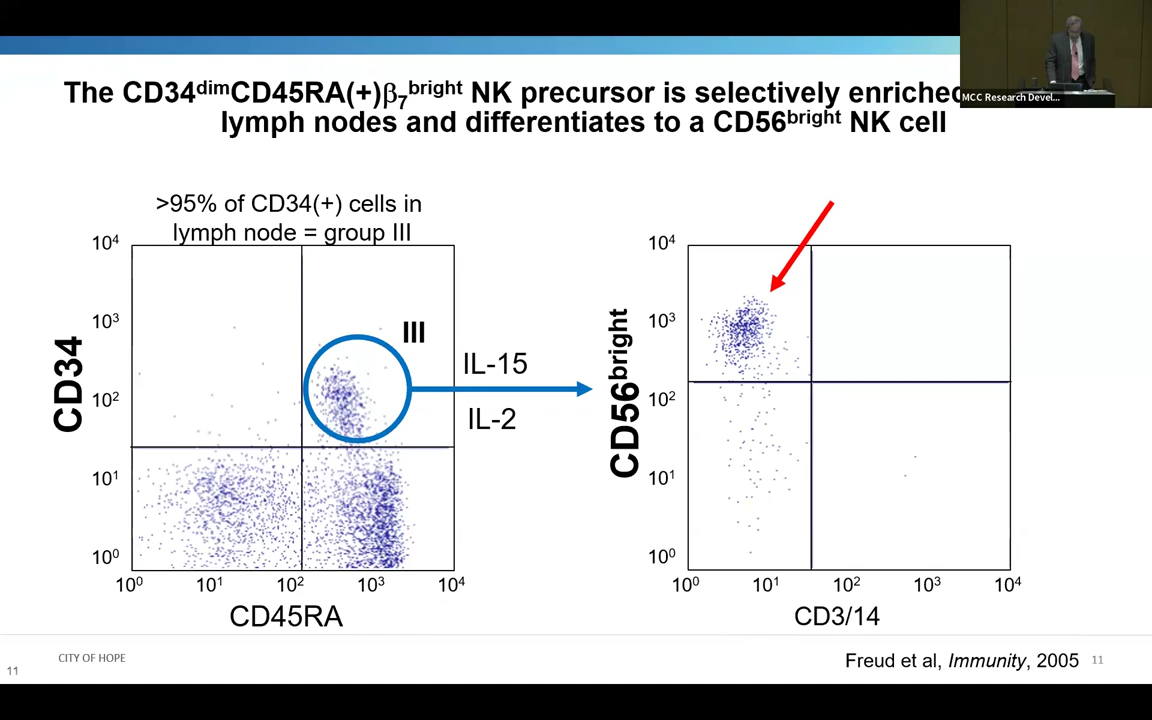 The CD34dimCD45RA(+)β7bright NK precursor is selectively enriched
lymph nodes and differentiates to a CD56bright NK cell
MCC Research Devel...
>95% of CD34(+) cells in
lymph node = group III
10⁴
10³
10²
10¹
10⁰
CD34
III
10⁰ 10¹ 10² 10³ 10⁴
CD45RA
IL-15
IL-2
10⁴
10³
10²
10¹
10⁰
CD56bright
10⁰ 10¹ 10² 10³ 10⁴
CD3/14
11
CITY OF HOPE
Freud et al, Immunity, 2005 11